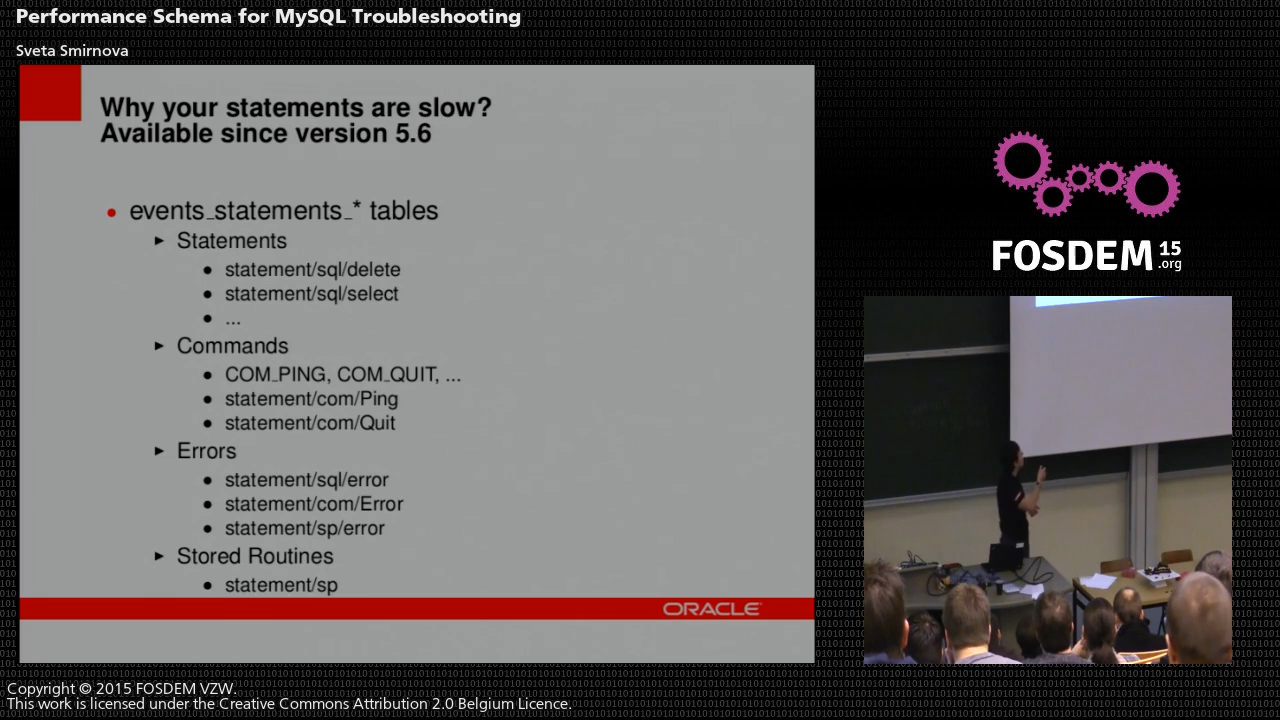 Performance Schema for MySQL Troubleshooting
Sveta Smirnova
Why your statements are slow?
Available since version 5.6
• events_statements_* tables
► Statements
• statement/sql/delete
• statement/sql/select
• ...
► Commands
• COM_PING, COM_QUIT, ...
• statement/com/Ping
• statement/com/Quit
► Errors
• statement/sql/error
• statement/com/Error
• statement/sp/error
► Stored Routines
• statement/sp
ORACLE
FOSDEM 15 .org
Copyright © 2015 FOSDEM VZW.
This work is licensed under the Creative Commons Attribution 2.0 Belgium Licence.